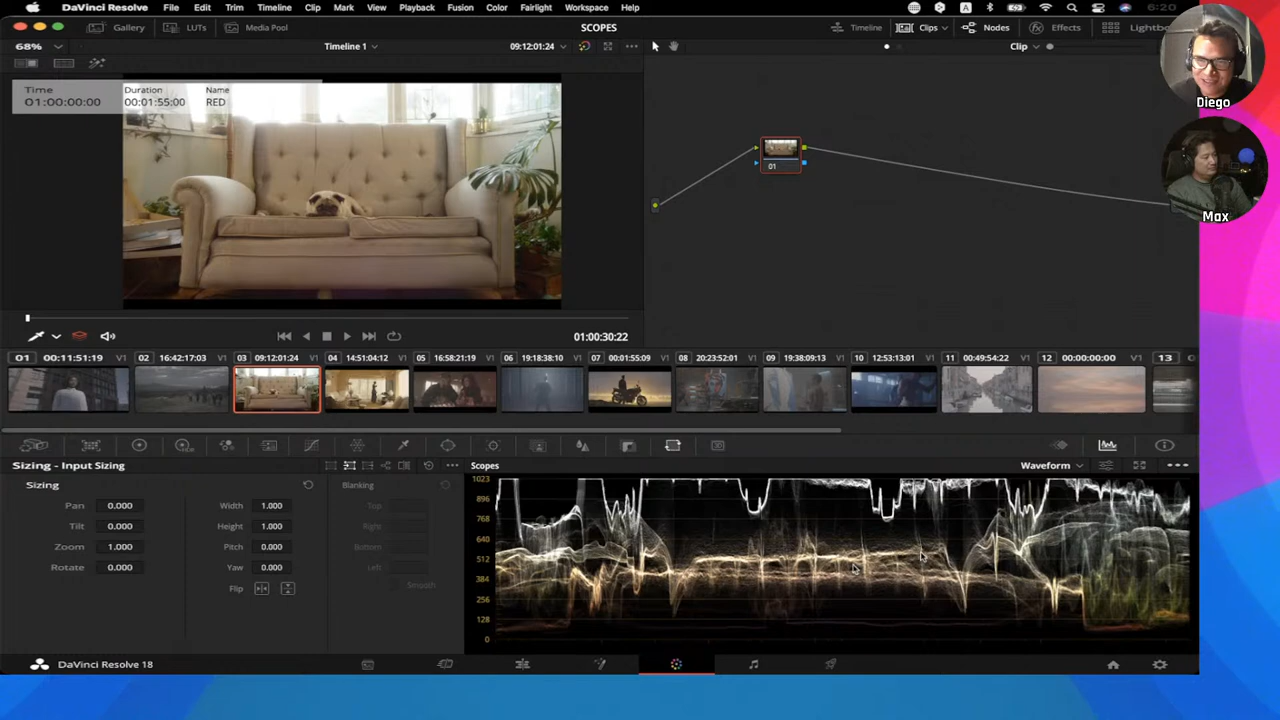 DaVinci Resolve File Edit Trim Timeline Clip Mark View Playback Fusion Color Fairlight Workspace Help 6:20
Gallery LUTs Media Pool SCOPES Timeline Clips Nodes Effects Lightb
68% Timeline 1 09:12:01:24 Clip
Time Duration Name
01:00:00:00 00:01:55:00 RED
Diego
01
Max
01:00:30:22
01 00:11:51:19 V1 02 16:42:17:03 V1 03 09:12:01:24 V1 04 14:51:04:12 V1 05 16:58:21:19 V1 06 19:18:38:10 V1 07 00:01:55:09 V1 08 20:23:52:01 V1 09 19:38:09:13 V1 10 12:53:13:01 V1 11 00:49:54:22 V1 12 00:00:00:00 V1 13
Sizing - Input Sizing Scopes Waveform
Sizing Blanking
Pan 0.000 Width 1.000 Top
Tilt 0.000 Height 1.000 Right
Zoom 1.000 Pitch 0.000 Bottom
Rotate 0.000 Yaw 0.000 Left
Flip Smooth
1023
896
768
640
512
384
256
128
0
DaVinci Resolve 18